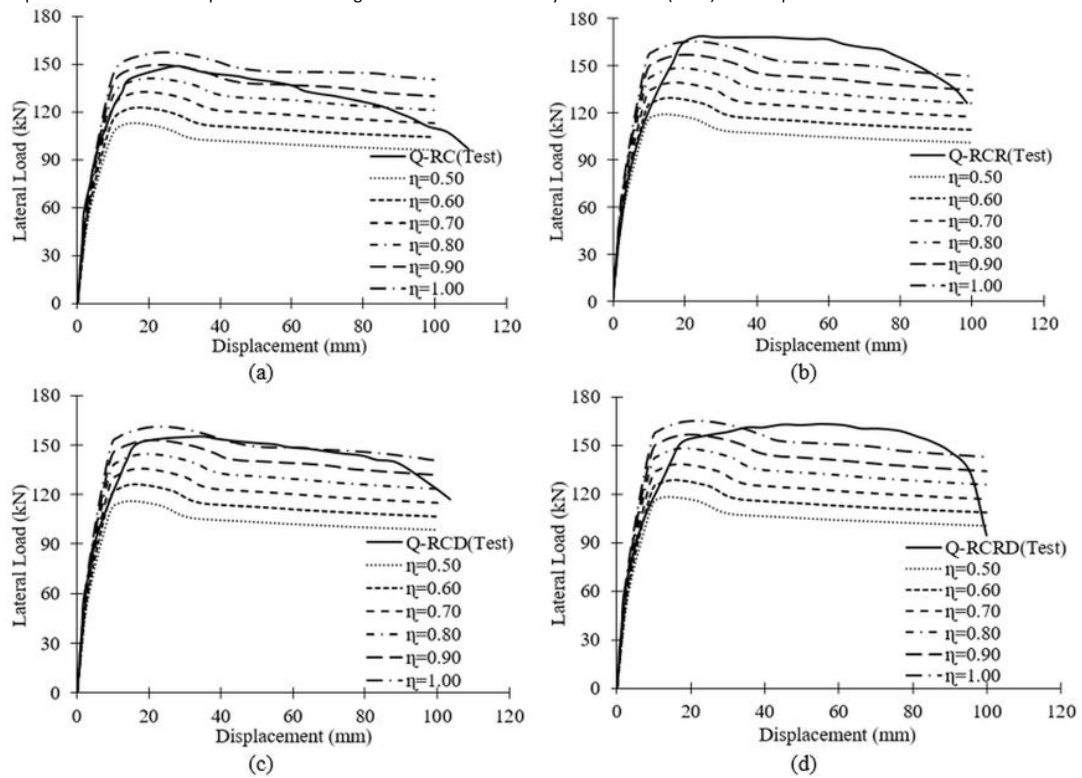 180
150
120
90
60
30
0
Lateral Load (kN)
0 20 40 60 80 100 120
Displacement (mm)
Q-RC(Test)
η=0.50
η=0.60
η=0.70
η=0.80
η=0.90
η=1.00
(a)
180
150
120
90
60
30
0
Lateral Load (kN)
0 20 40 60 80 100 120
Displacement (mm)
Q-RCR(Test)
η=0.50
η=0.60
η=0.70
η=0.80
η=0.90
η=1.00
(b)
180
150
120
90
60
30
0
Lateral Load (kN)
0 20 40 60 80 100 120
Displacement (mm)
Q-RCD(Test)
η=0.50
η=0.60
η=0.70
η=0.80
η=0.90
η=1.00
(c)
180
150
120
90
60
30
0
Lateral Load (kN)
0 20 40 60 80 100 120
Displacement (mm)
Q-RCRD(Test)
η=0.50
η=0.60
η=0.70
η=0.80
η=0.90
η=1.00
(d)